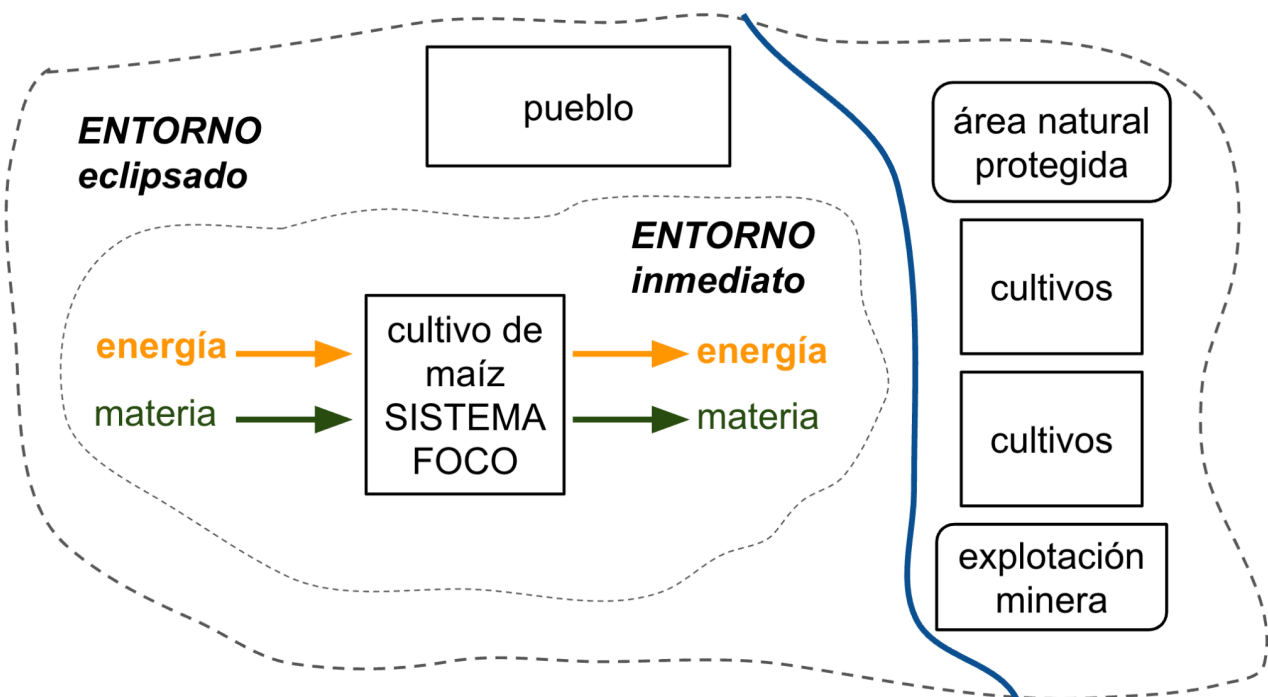 pueblo
ENTORNO
eclipsado
área natural
protegida
ENTORNO
inmediato
cultivos
energía
cultivo de
maíz
SISTEMA
FOCO
energía
materia
materia
cultivos
explotación
minera